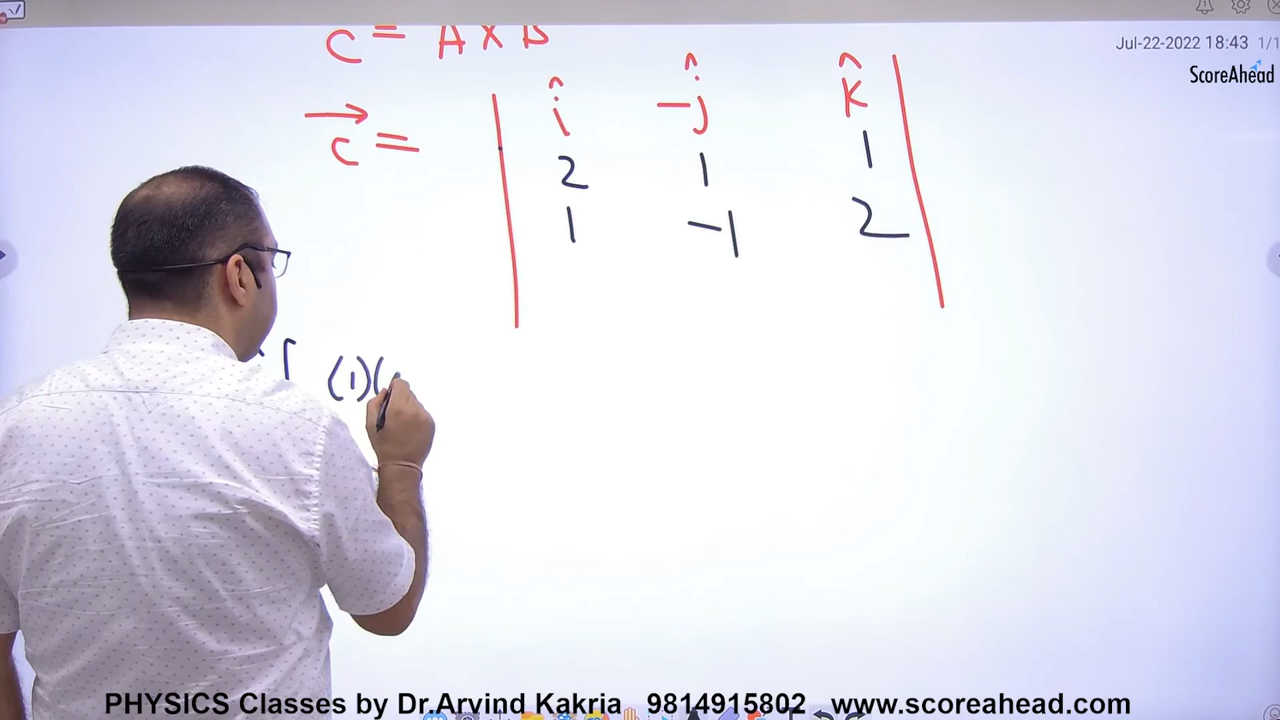 Jul-22-2022 18:43 1/1
ScoreAhead
C = A X B
C = î -ĵ k̂
2 1 1
1 -1 2
[ (1)(
PHYSICS Classes by Dr.Arvind Kakria 9814915802 www.scoreahead.com